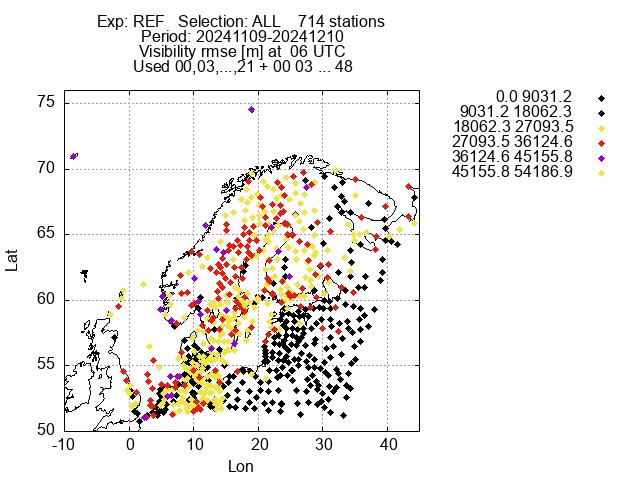 Exp: REF Selection: ALL 714 stations
Period: 20241109-20241210
Visibility rmse [m] at 06 UTC
Used 00,03,...,21 + 00 03 ... 48
0.0 9031.2
9031.2 18062.3
18062.3 27093.5
27093.5 36124.6
36124.6 45155.8
45155.8 54186.9
75
70
65
60
55
50
Lat
-10 0 10 20 30 40
Lon